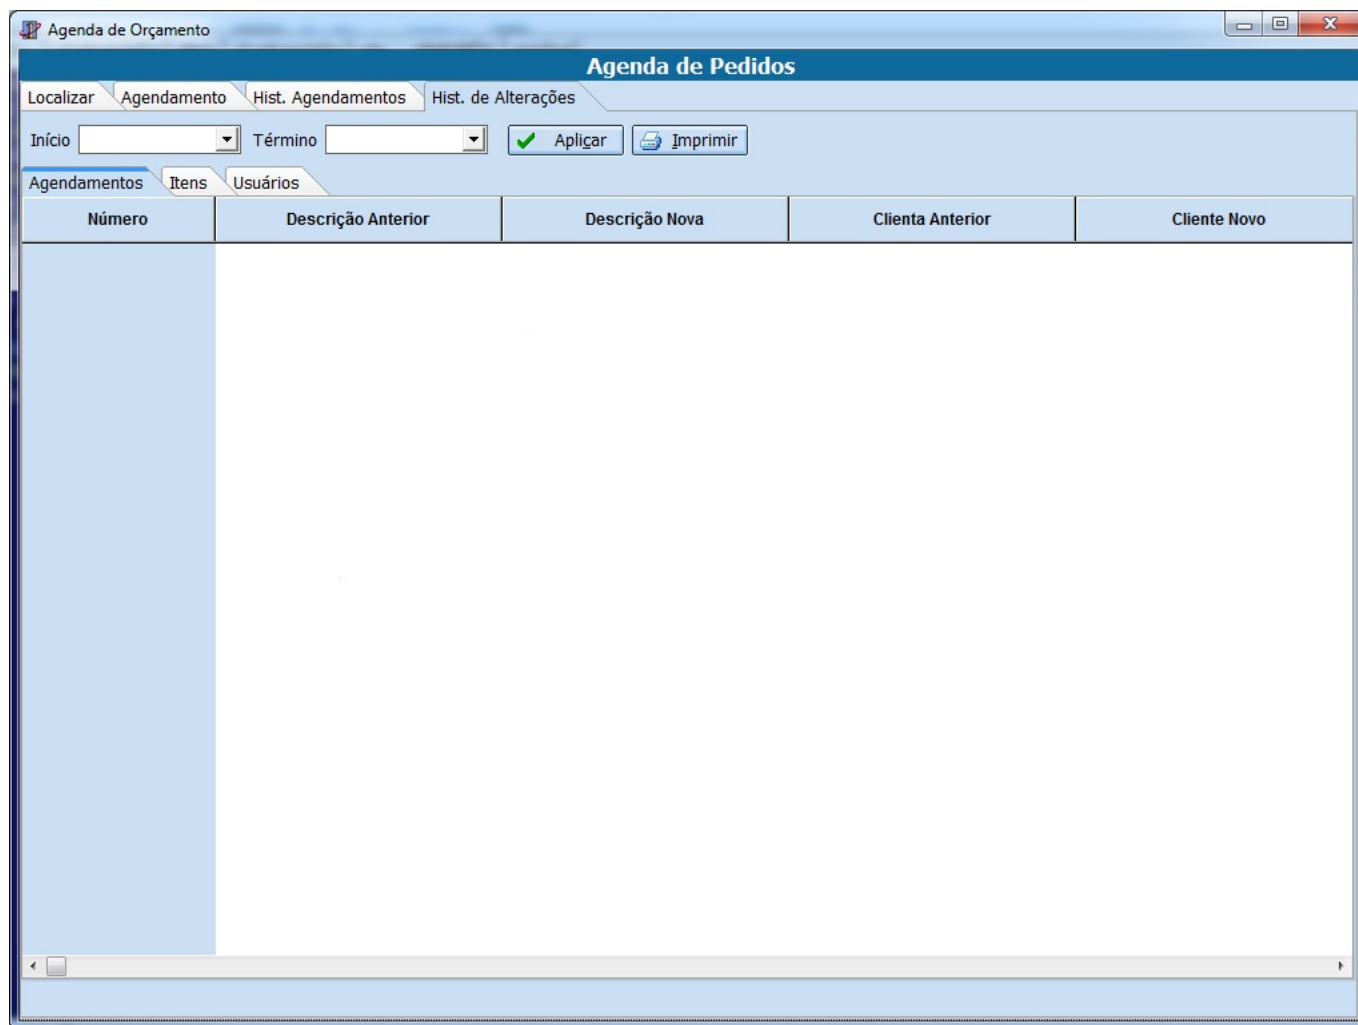 Agenda de Orçamento
Agenda de Pedidos
Localizar Agendamento Hist. Agendamentos Hist. de Alterações
Início Término Aplicar Imprimir
Agendamentos Itens Usuários
Número Descrição Anterior Descrição Nova Clienta Anterior Cliente Novo